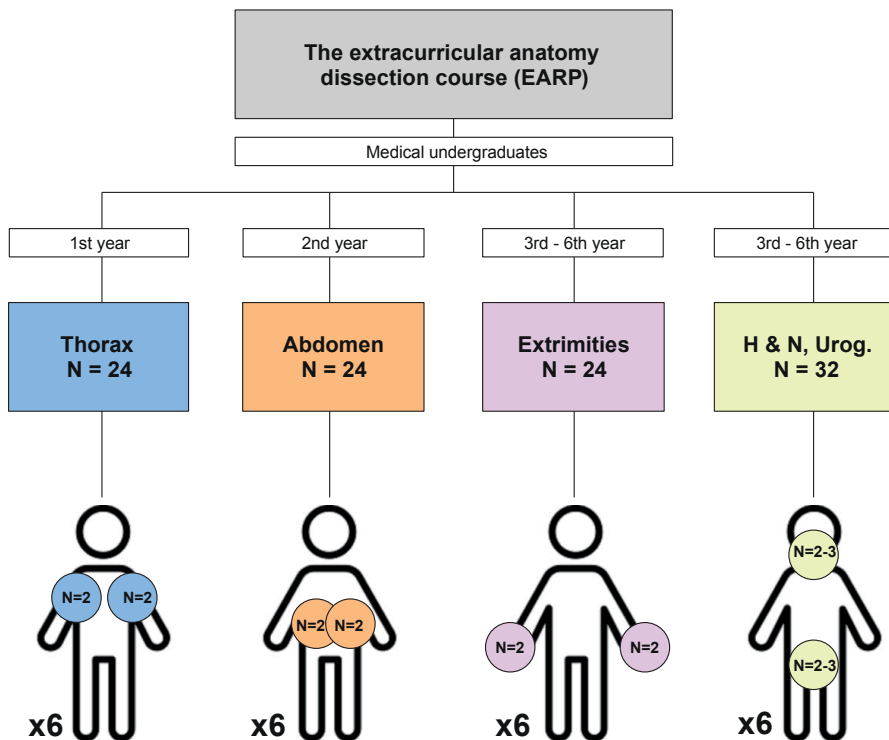 The extracurricular anatomy
dissection course (EARP)
Medical undergraduates
1st year
2nd year
3rd - 6th year
3rd - 6th year
Thorax
N = 24
Abdomen
N = 24
Extrimities
N = 24
H & N, Urog.
N = 32
N=2
N=2
N=2
N=2
N=2
N=2
N=2-3
N=2-3
x6
x6
x6
x6